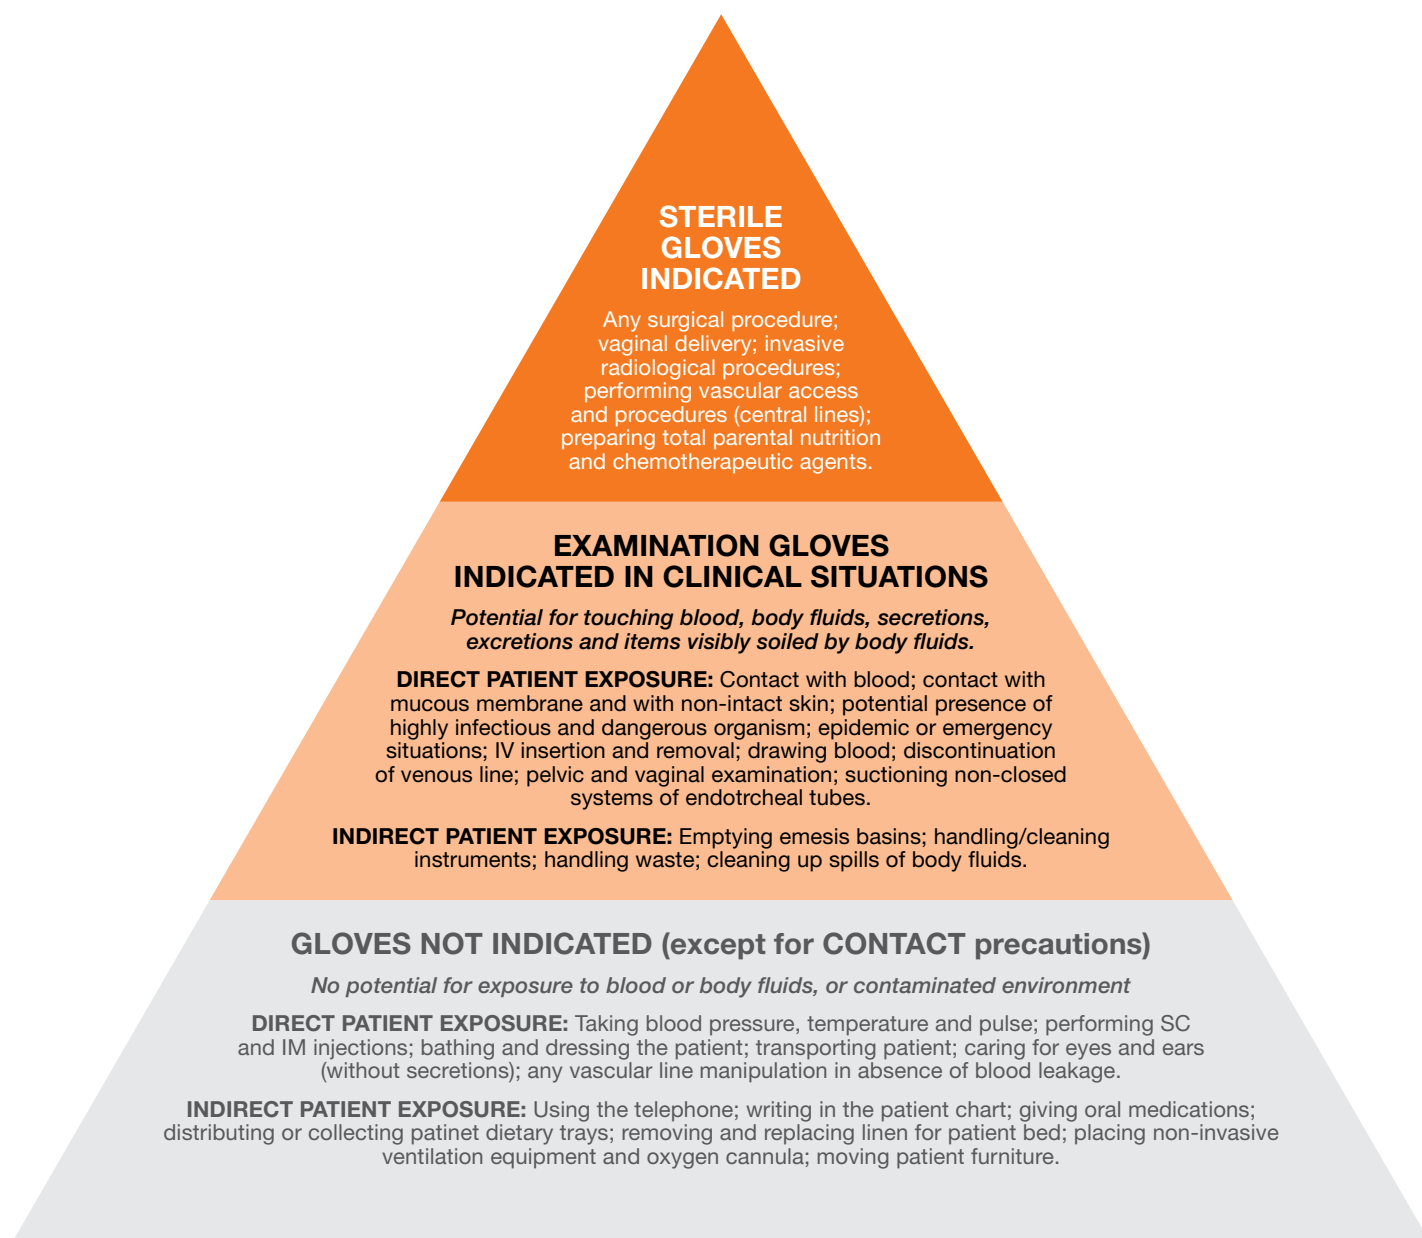 STERILE
GLOVES
INDICATED
Any surgical procedure;
vaginal delivery; invasive
radiological procedures;
performing vascular access
and procedures (central lines);
preparing total parental nutrition
and chemotherapeutic agents.
EXAMINATION GLOVES
INDICATED IN CLINICAL SITUATIONS
Potential for touching blood, body fluids, secretions,
excretions and items visibly soiled by body fluids.
DIRECT PATIENT EXPOSURE: Contact with blood; contact with
mucous membrane and with non-intact skin; potential presence of
highly infectious and dangerous organism; epidemic or emergency
situations; IV insertion and removal; drawing blood; discontinuation
of venous line; pelvic and vaginal examination; suctioning non-closed
systems of endotrcheal tubes.
INDIRECT PATIENT EXPOSURE: Emptying emesis basins; handling/cleaning
instruments; handling waste; cleaning up spills of body fluids.
GLOVES NOT INDICATED (except for CONTACT precautions)
No potential for exposure to blood or body fluids, or contaminated environment
DIRECT PATIENT EXPOSURE: Taking blood pressure, temperature and pulse; performing SC
and IM injections; bathing and dressing the patient; transporting patient; caring for eyes and ears
(without secretions); any vascular line manipulation in absence of blood leakage.
INDIRECT PATIENT EXPOSURE: Using the telephone; writing in the patient chart; giving oral medications;
distributing or collecting patinet dietary trays; removing and replacing linen for patient bed; placing non-invasive
ventilation equipment and oxygen cannula; moving patient furniture.